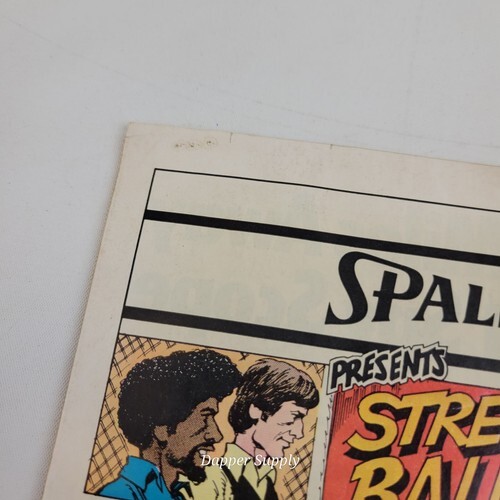 SPAL
PRESENTS
STRE
BAL
Dapper Supply